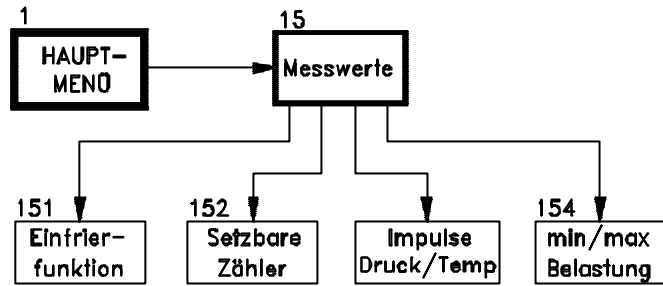 1
HAUPT-
MENÜ
15
Messwerte
151
Einfrier-
funktion
152
Setzbare
Zähler
Impulse
Druck/Temp
154
min/max
Belastung